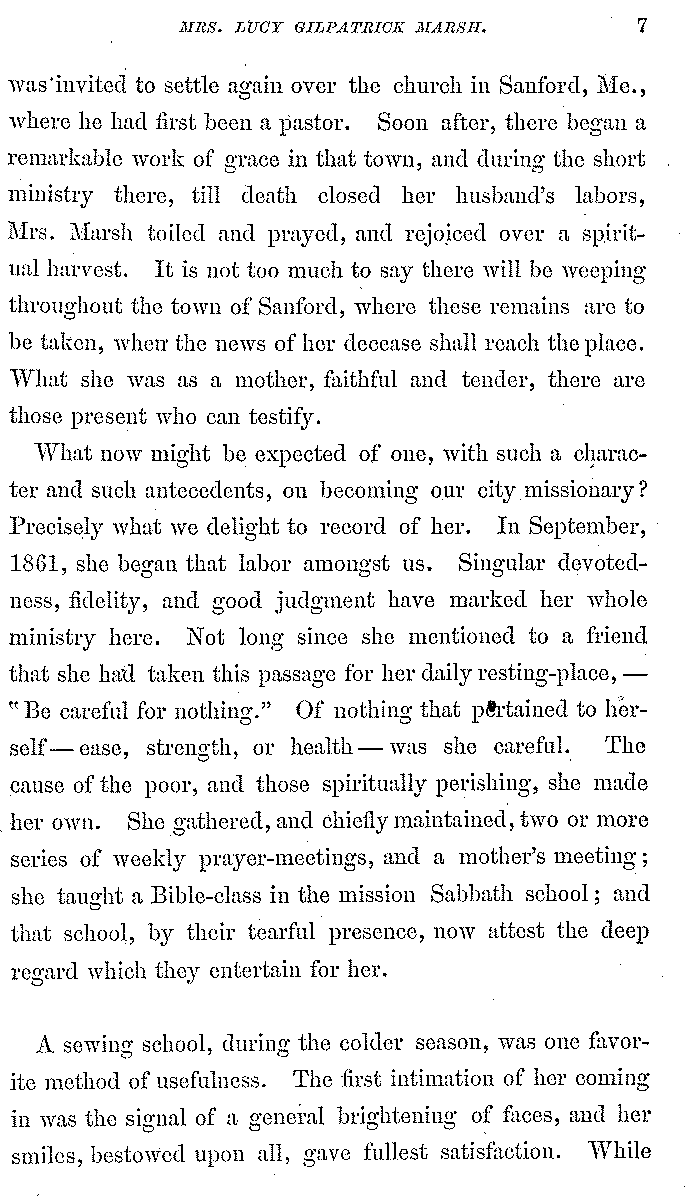 MRS. LUCY GILPATRICK MARSH. 7
was invited to settle again over the church in Sanford, Me.,
where he had first been a pastor. Soon after, there began a
remarkable work of grace in that town, and during the short
ministry there, till death closed her husband's labors,
Mrs. Marsh toiled and prayed, and rejoiced over a spirit-
ual harvest. It is not too much to say there will be weeping
throughout the town of Sanford, where these remains are to
be taken, when the news of her decease shall reach the place.
What she was as a mother, faithful and tender, there are
those present who can testify.
What now might be expected of one, with such a charac-
ter and such antecedents, on becoming our city missionary?
Precisely what we delight to record of her. In September,
1861, she began that labor amongst us. Singular devoted-
ness, fidelity, and good judgment have marked her whole
ministry here. Not long since she mentioned to a friend
that she had taken this passage for her daily resting-place, —
"Be careful for nothing." Of nothing that pertained to her-
self — ease, strength, or health — was she careful. The
cause of the poor, and those spiritually perishing, she made
her own. She gathered, and chiefly maintained, two or more
series of weekly prayer-meetings, and a mother's meeting;
she taught a Bible-class in the mission Sabbath school; and
that school, by their tearful presence, now attest the deep
regard which they entertain for her.
A sewing school, during the colder season, was one favor-
ite method of usefulness. The first intimation of her coming
in was the signal of a general brightening of faces, and her
smiles, bestowed upon all, gave fullest satisfaction. While